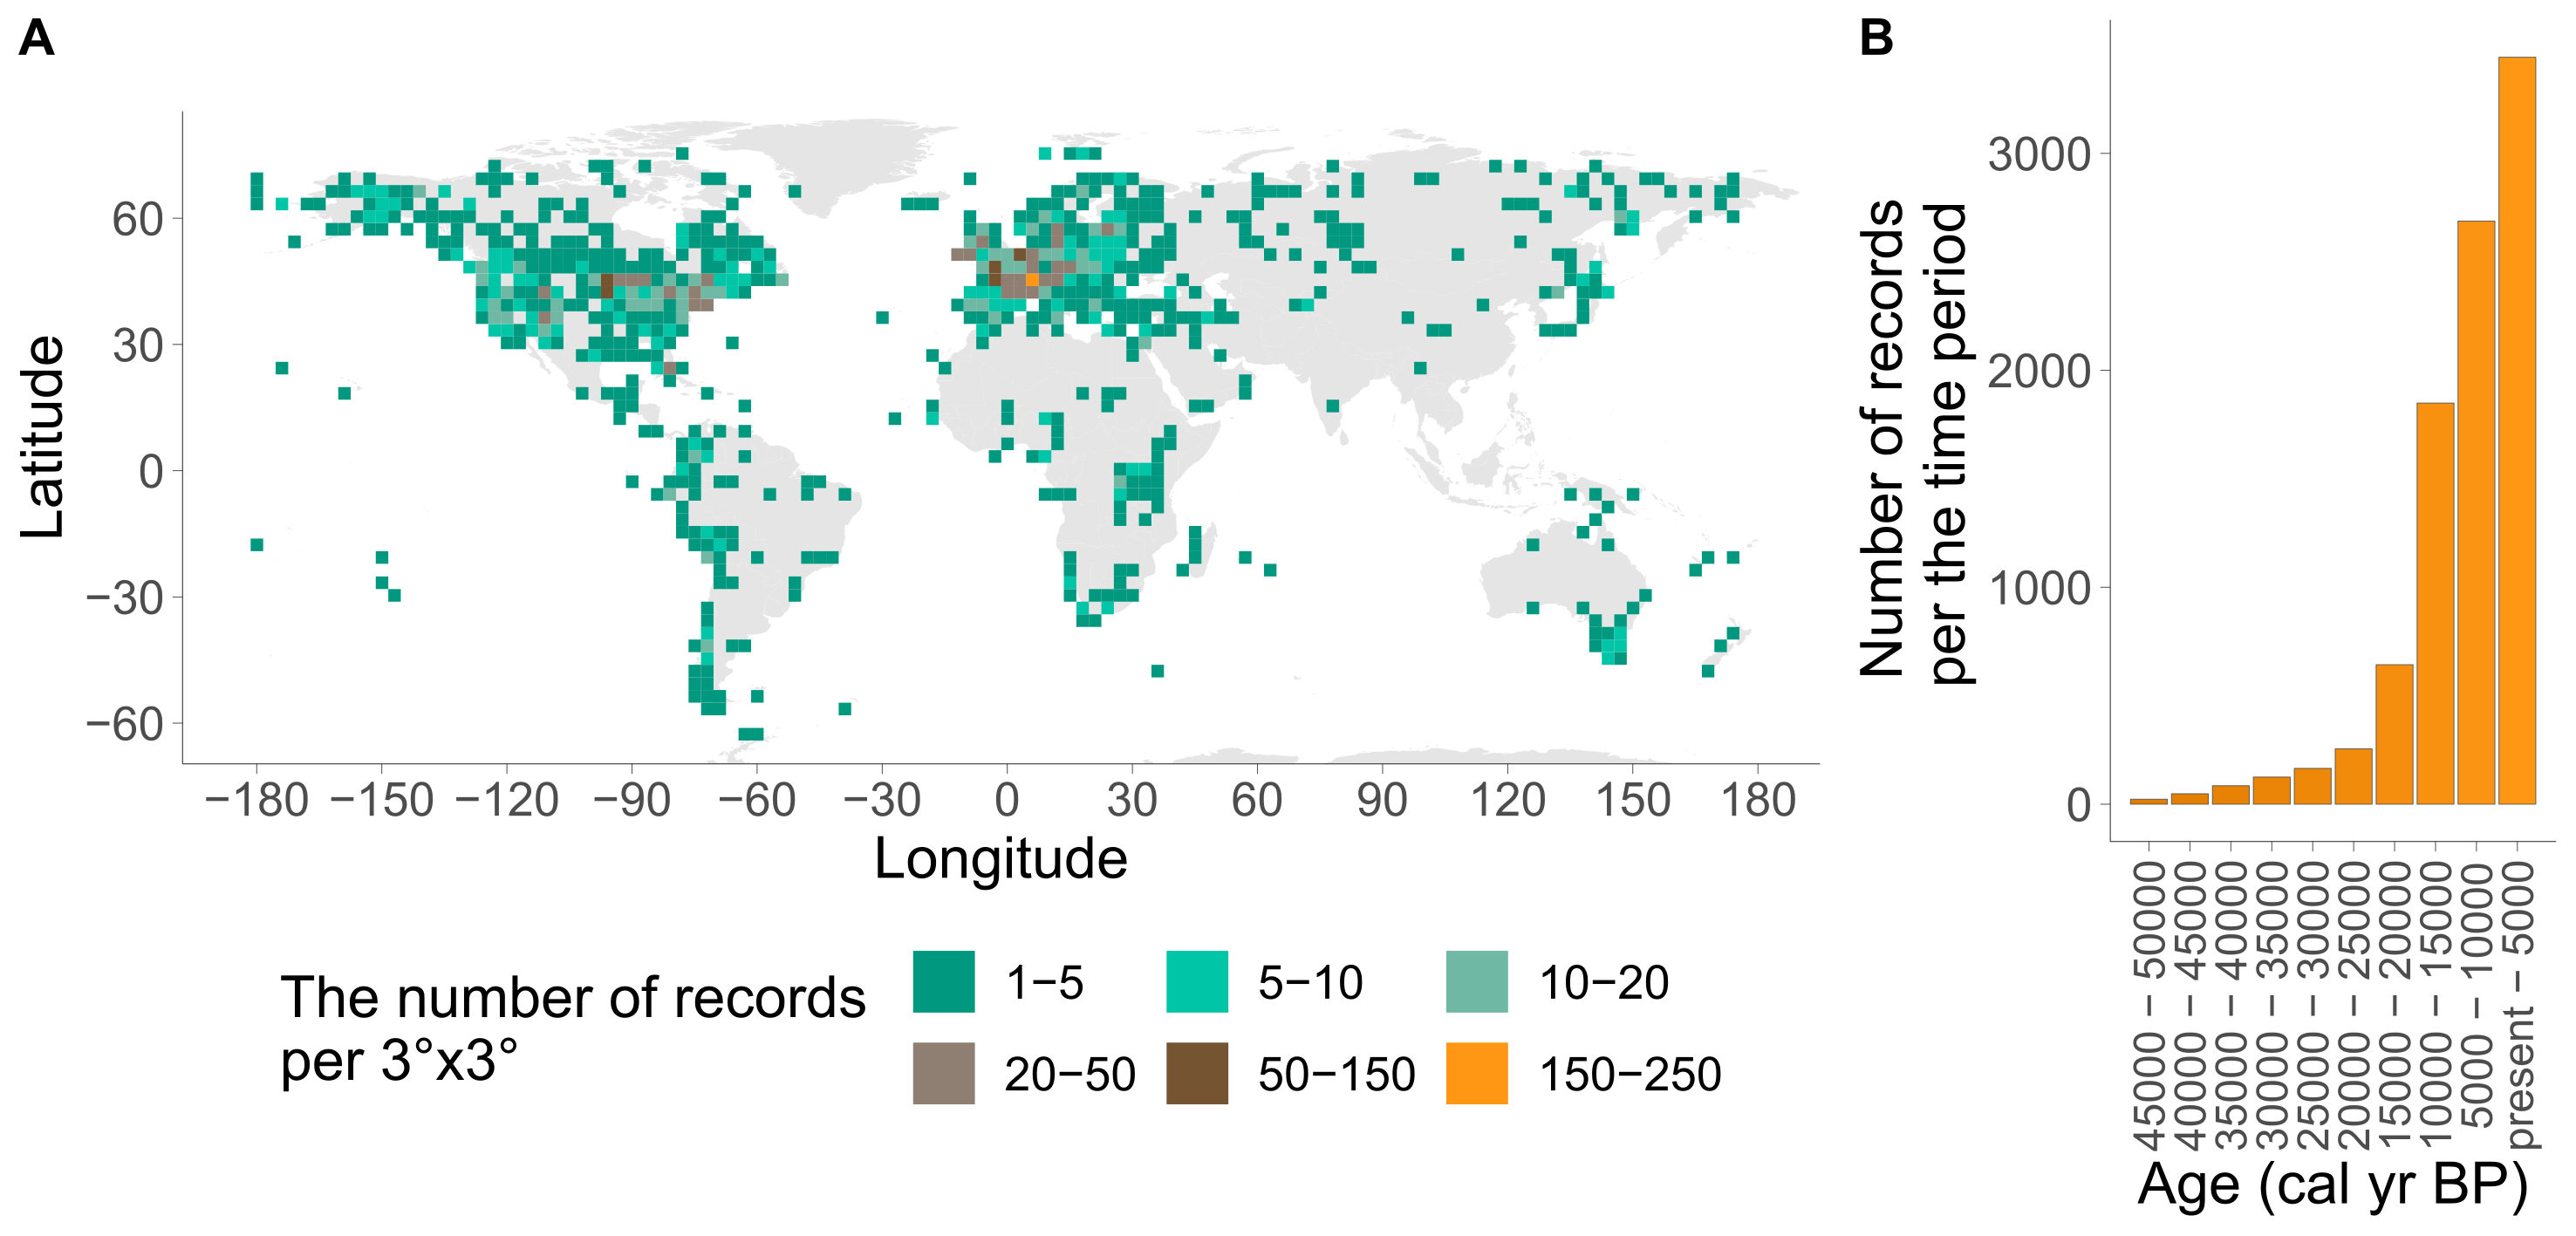 A
Latitude
60
30
0
−30
−60
−180 −150 −120 −90 −60 −30 0 30 60 90 120 150 180
Longitude
The number of records
per 3°x3°
1−5 5−10 10−20
20−50 50−150 150−250
B
Number of records
per the time period
3000
2000
1000
0
45000 − 50000
40000 − 45000
35000 − 40000
30000 − 35000
25000 − 30000
20000 − 25000
15000 − 20000
10000 − 15000
5000 − 10000
present − 5000
Age (cal yr BP)